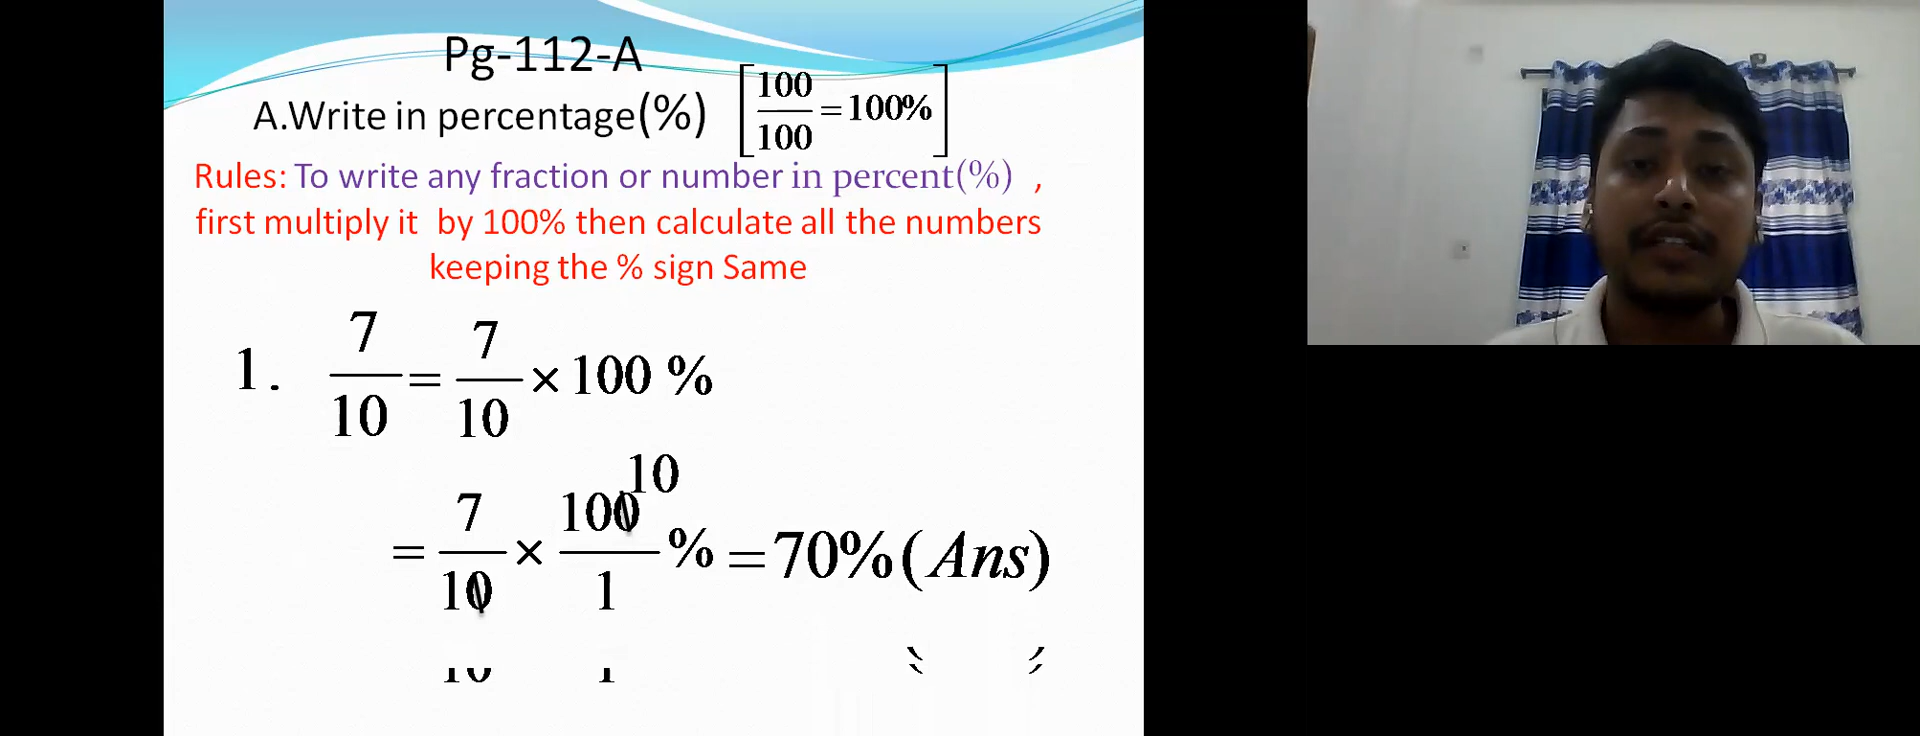 Pg-112-A
A.Write in percentage(%) [100/100 = 100%]
Rules: To write any fraction or number in percent(%) ,
first multiply it by 100% then calculate all the numbers
keeping the % sign Same
1. 7/10 = 7/10 × 100 %
10
= 7/10 × 100/1 % = 70% (Ans)